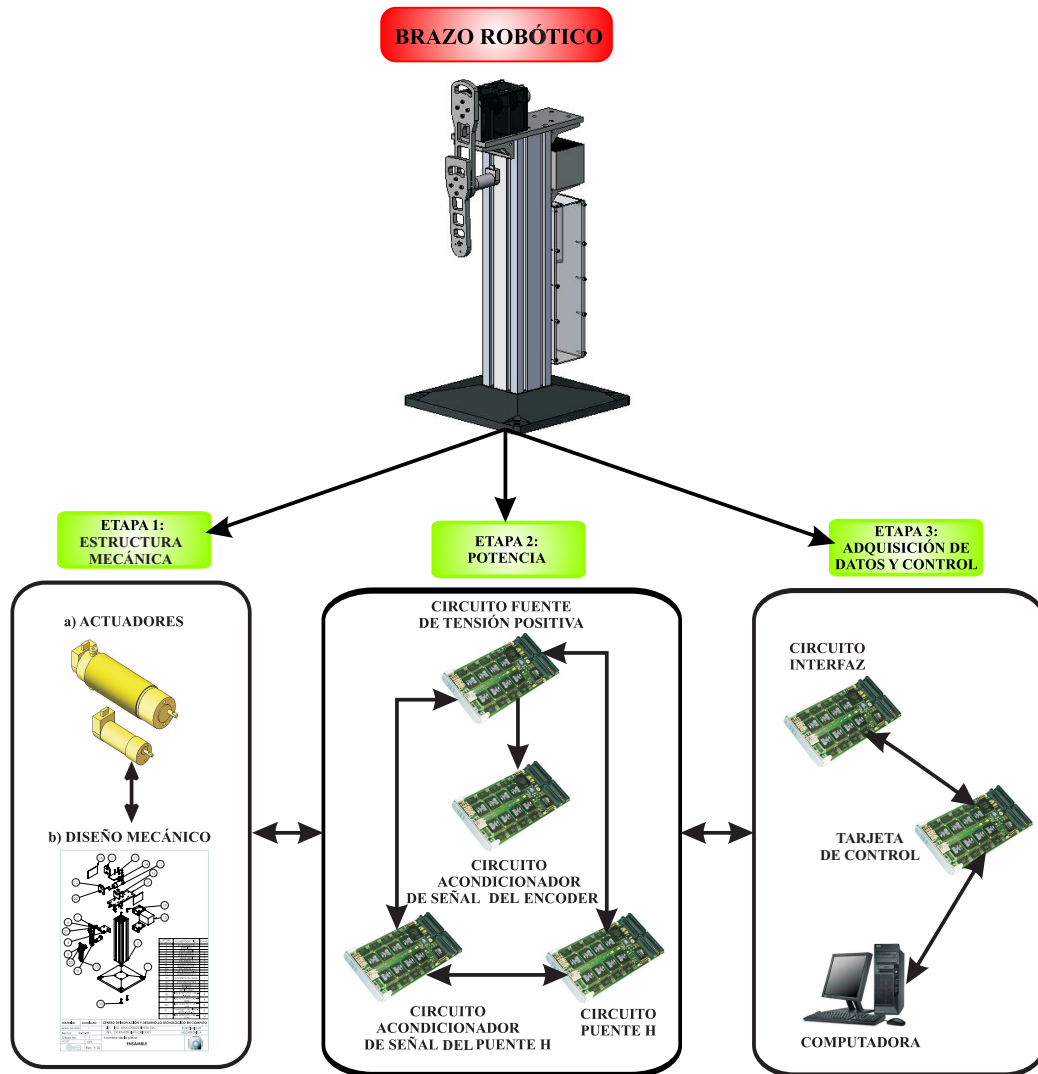 BRAZO ROBÓTICO
ETAPA 1:
ESTRUCTURA
MECÁNICA
ETAPA 2:
POTENCIA
ETAPA 3:
ADQUISICIÓN DE
DATOS Y CONTROL
a) ACTUADORES
b) DISEÑO MECÁNICO
ENSAMBLE
CIRCUITO FUENTE
DE TENSIÓN POSITIVA
CIRCUITO
ACONDICIONADOR
DE SEÑAL DEL ENCODER
CIRCUITO
ACONDICIONADOR
DE SEÑAL DEL PUENTE H
CIRCUITO
PUENTE H
CIRCUITO
INTERFAZ
TARJETA
DE CONTROL
COMPUTADORA